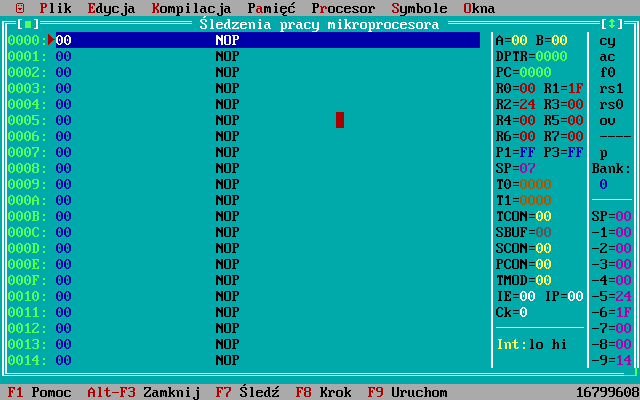 Plik Edycja Kompilacja Pamięć Procesor Symbole Okna
Śledzenia pracy mikroprocesora
0000: 00 NOP A=00 B=00 cy
0001: 00 NOP DPTR=0000 ac
0002: 00 NOP PC=0000 f0
0003: 00 NOP R0=00 R1=1F rs1
0004: 00 NOP R2=24 R3=00 rs0
0005: 00 NOP R4=00 R5=00 ov
0006: 00 NOP R6=00 R7=00 ----
0007: 00 NOP P1=FF P3=FF p
0008: 00 NOP SP=07 Bank:
0009: 00 NOP T0=0000 0
000A: 00 NOP T1=0000
000B: 00 NOP TCON=00 SP=00
000C: 00 NOP SBUF=00 -1=00
000D: 00 NOP SCON=00 -2=00
000E: 00 NOP PCON=00 -3=00
000F: 00 NOP TMOD=00 -4=00
0010: 00 NOP IE=00 IP=00 -5=24
0011: 00 NOP Ck=0 -6=1F
0012: 00 NOP -7=00
0013: 00 NOP Int:lo hi -8=00
0014: 00 NOP -9=14
F1 Pomoc Alt-F3 Zamknij F7 Śledź F8 Krok F9 Uruchom 16799608